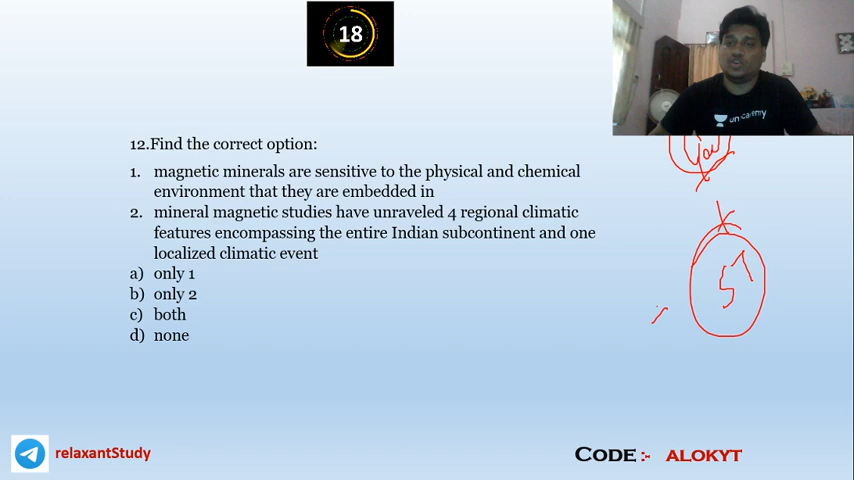 18
unacademy
12.Find the correct option:
1. magnetic minerals are sensitive to the physical and chemical
environment that they are embedded in
2. mineral magnetic studies have unraveled 4 regional climatic
features encompassing the entire Indian subcontinent and one
localized climatic event
a) only 1
b) only 2
c) both
d) none
relaxantStudy
CODE :- ALOKYT